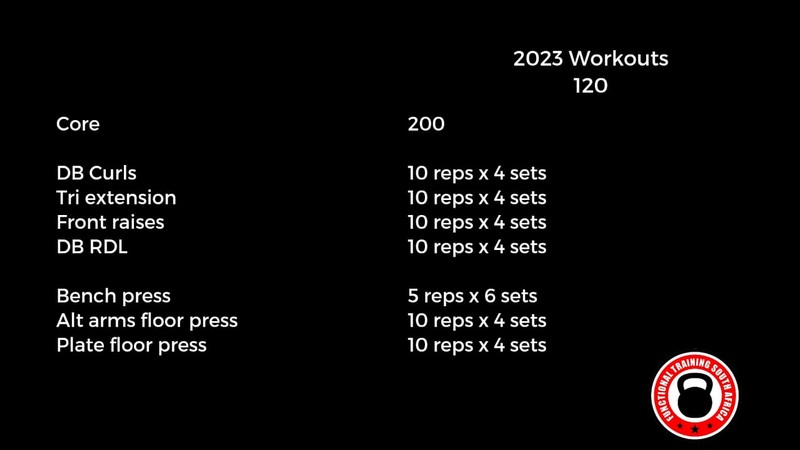 2023 Workouts
120
Core 200
DB Curls 10 reps x 4 sets
Tri extension 10 reps x 4 sets
Front raises 10 reps x 4 sets
DB RDL 10 reps x 4 sets
Bench press 5 reps x 6 sets
Alt arms floor press 10 reps x 4 sets
Plate floor press 10 reps x 4 sets
FUNCTIONAL TRAINING SOUTH AFRICA